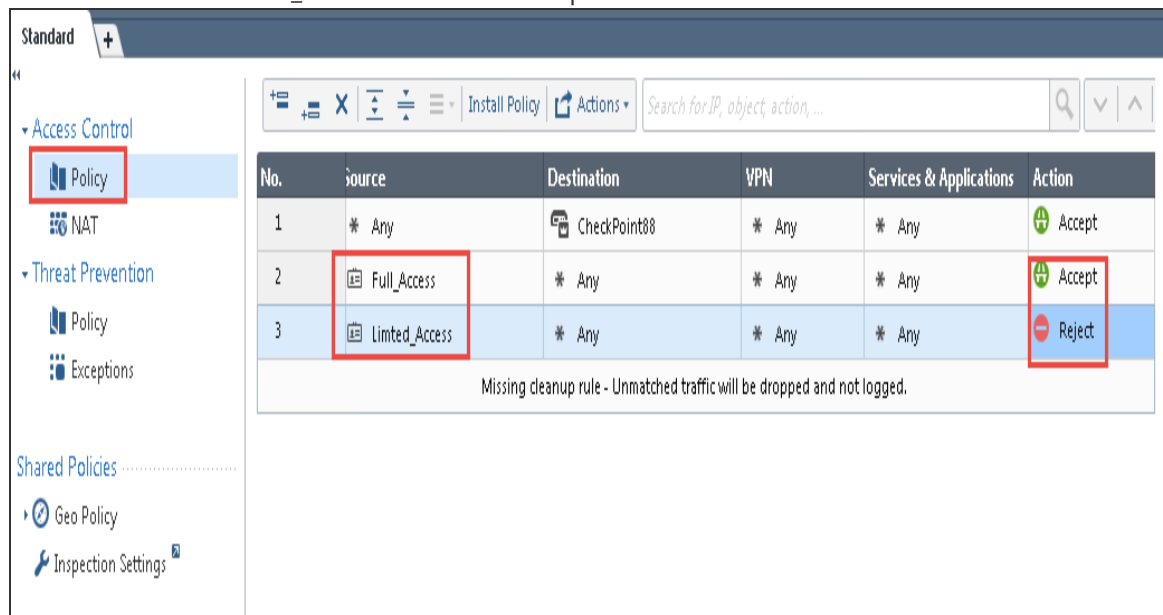 Standard +
Install Policy Actions Search for IP, object, action, ...
Access Control
Policy
NAT
Threat Prevention
Policy
Exceptions
Shared Policies
Geo Policy
Inspection Settings
No. Source Destination VPN Services & Applications Action
1 * Any CheckPoint88 * Any * Any Accept
2 Full_Access * Any * Any * Any Accept
3 Limted_Access * Any * Any * Any Reject
Missing cleanup rule - Unmatched traffic will be dropped and not logged.